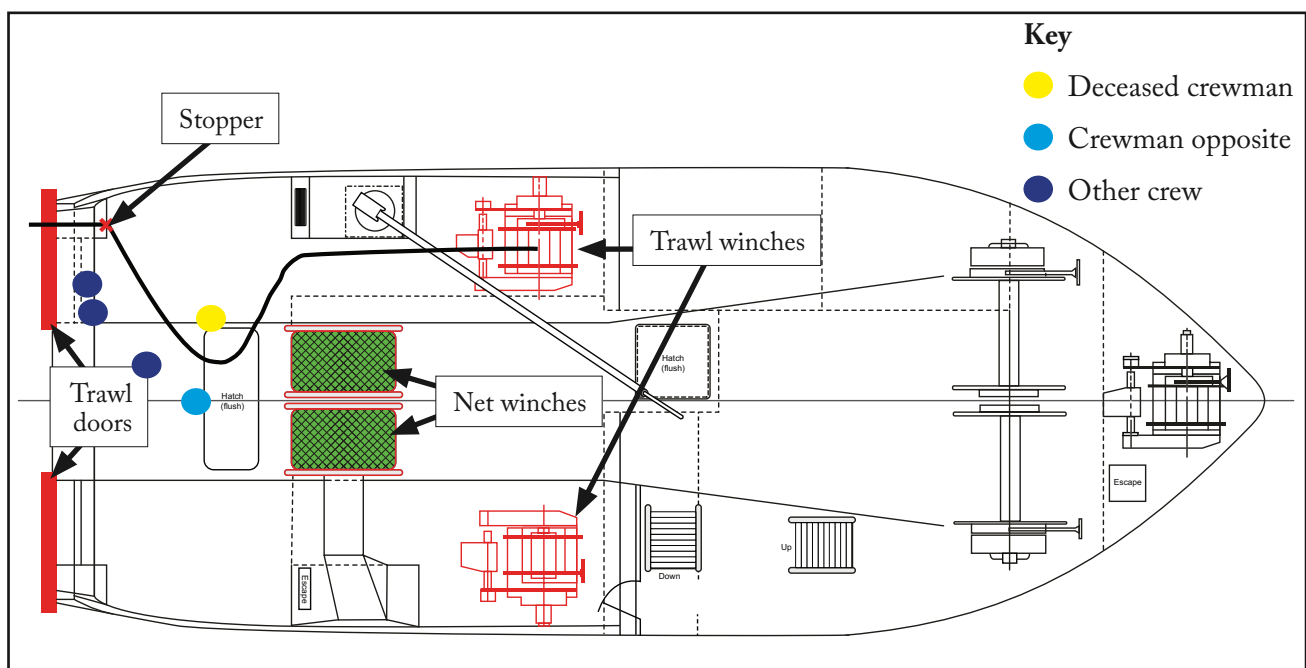 Key
Deceased crewman
Crewman opposite
Other crew
Stopper
Trawl winches
Hatch
(flush)
Trawl
doors
Hatch
(flush)
Net winches
Escape
Up
Down
Escape